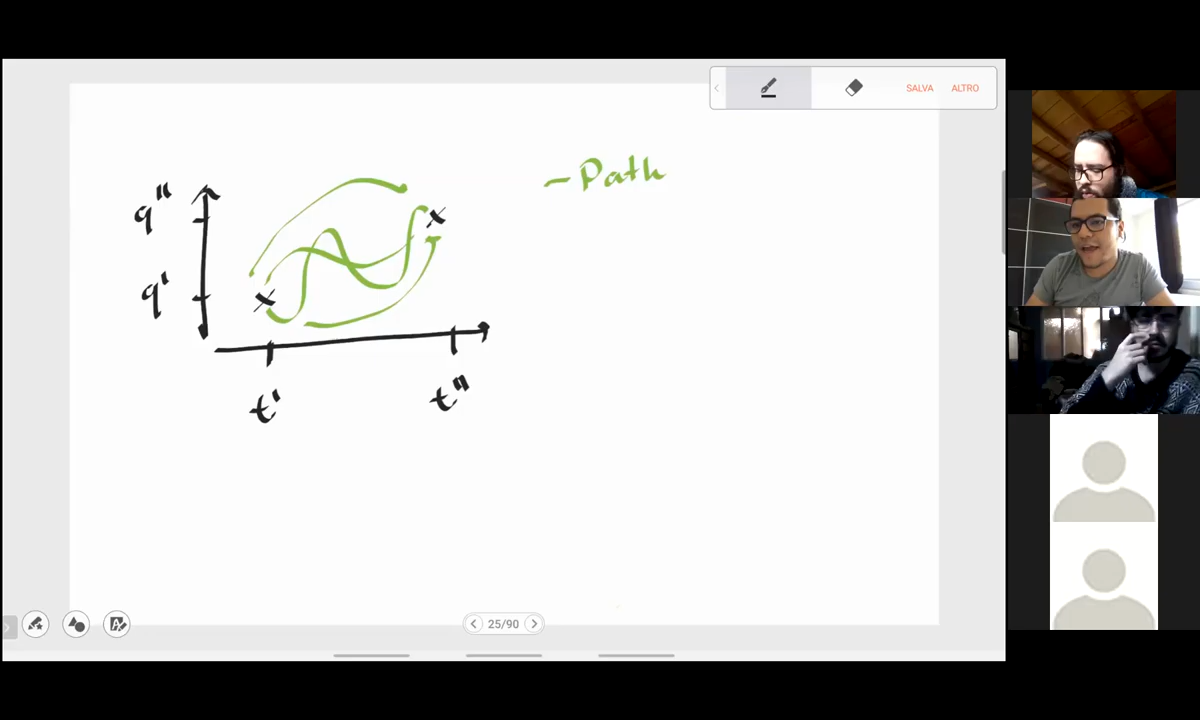 SALVA ALTRO
- Path
q"
q'
t' t"
25/90